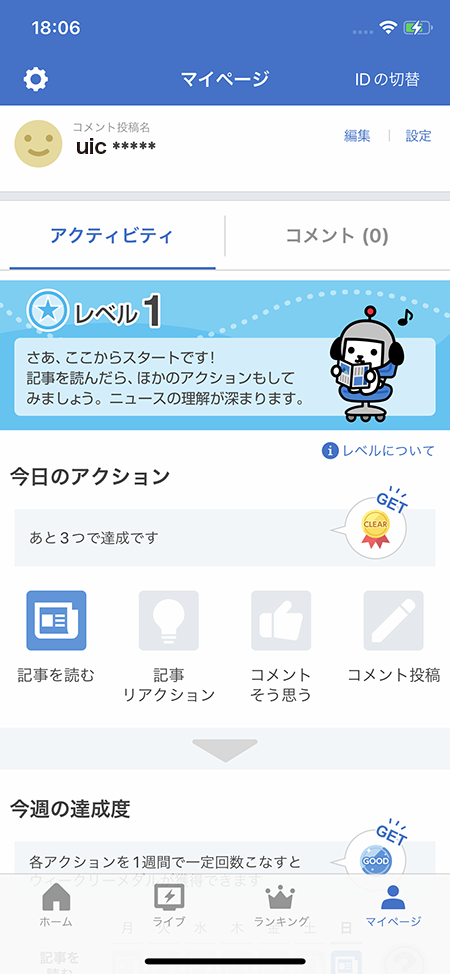 18:06
マイページ
IDの切替
コメント投稿名
uic *****
編集
設定
アクティビティ
コメント (0)
レベル 1
さあ、ここからスタートです!
記事を読んだら、ほかのアクションもして
みましょう。ニュースの理解が深まります。
レベルについて
今日のアクション
GET
CLEAR
あと3つで達成です
記事を読む
記事
リアクション
コメント
そう思う
コメント投稿
今週の達成度
GET
GOOD
各アクションを1週間で一定回数こなすと
ウィークリーメダルが獲得できます
ホーム
ライブ
ランキング
マイページ
月 火 水 木 金 土 日
記事を
読む